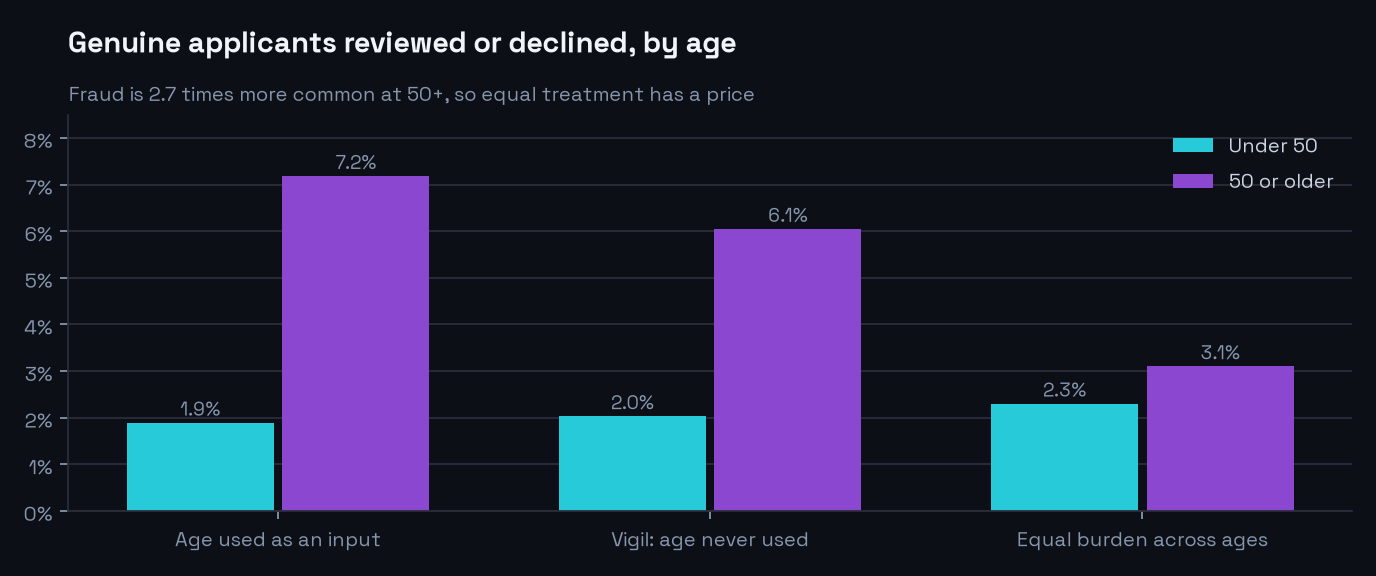 Genuine applicants reviewed or declined, by age
Fraud is 2.7 times more common at 50+, so equal treatment has a price
8%
7%
6%
5%
4%
3%
2%
1%
0%
Under 50
50 or older
1.9%
7.2%
2.0%
6.1%
2.3%
3.1%
Age used as an input
Vigil: age never used
Equal burden across ages